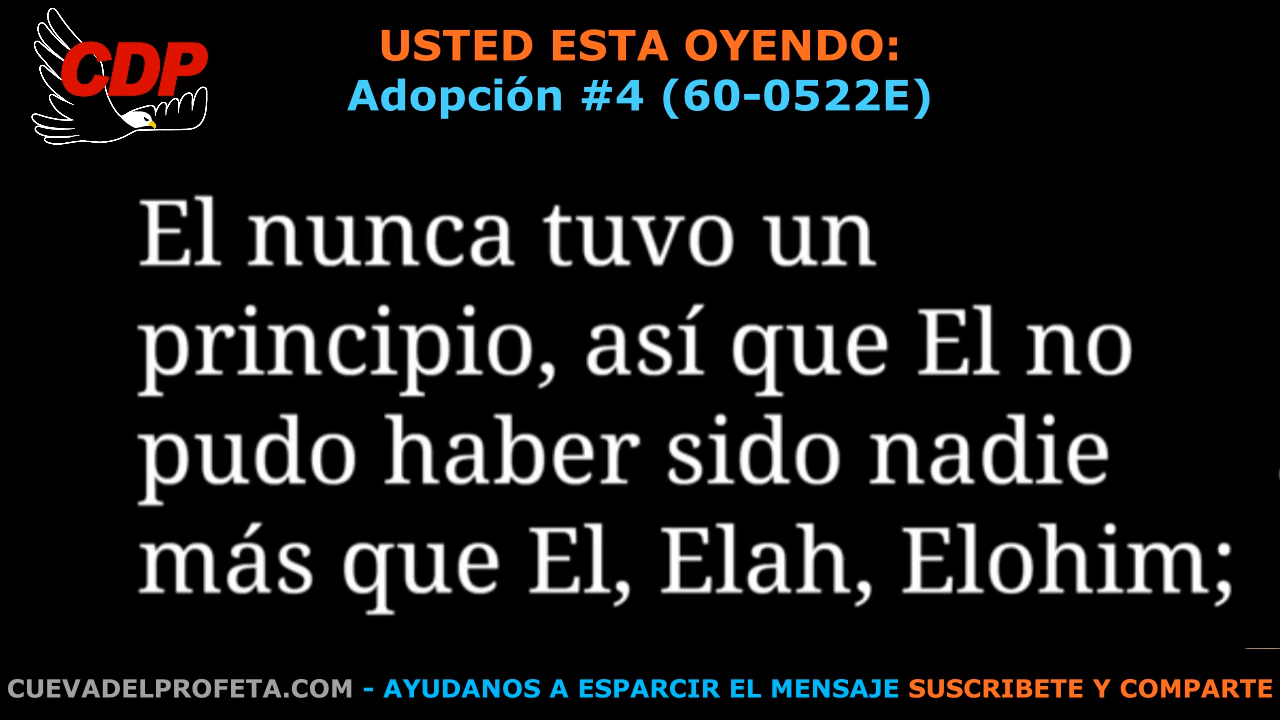 CDP
USTED ESTA OYENDO:
Adopción #4 (60-0522E)
El nunca tuvo un
principio, así que El no
pudo haber sido nadie
más que El, Elah, Elohim;
CUEVADELPROFETA.COM - AYUDANOS A ESPARCIR EL MENSAJE SUSCRIBETE Y COMPARTE